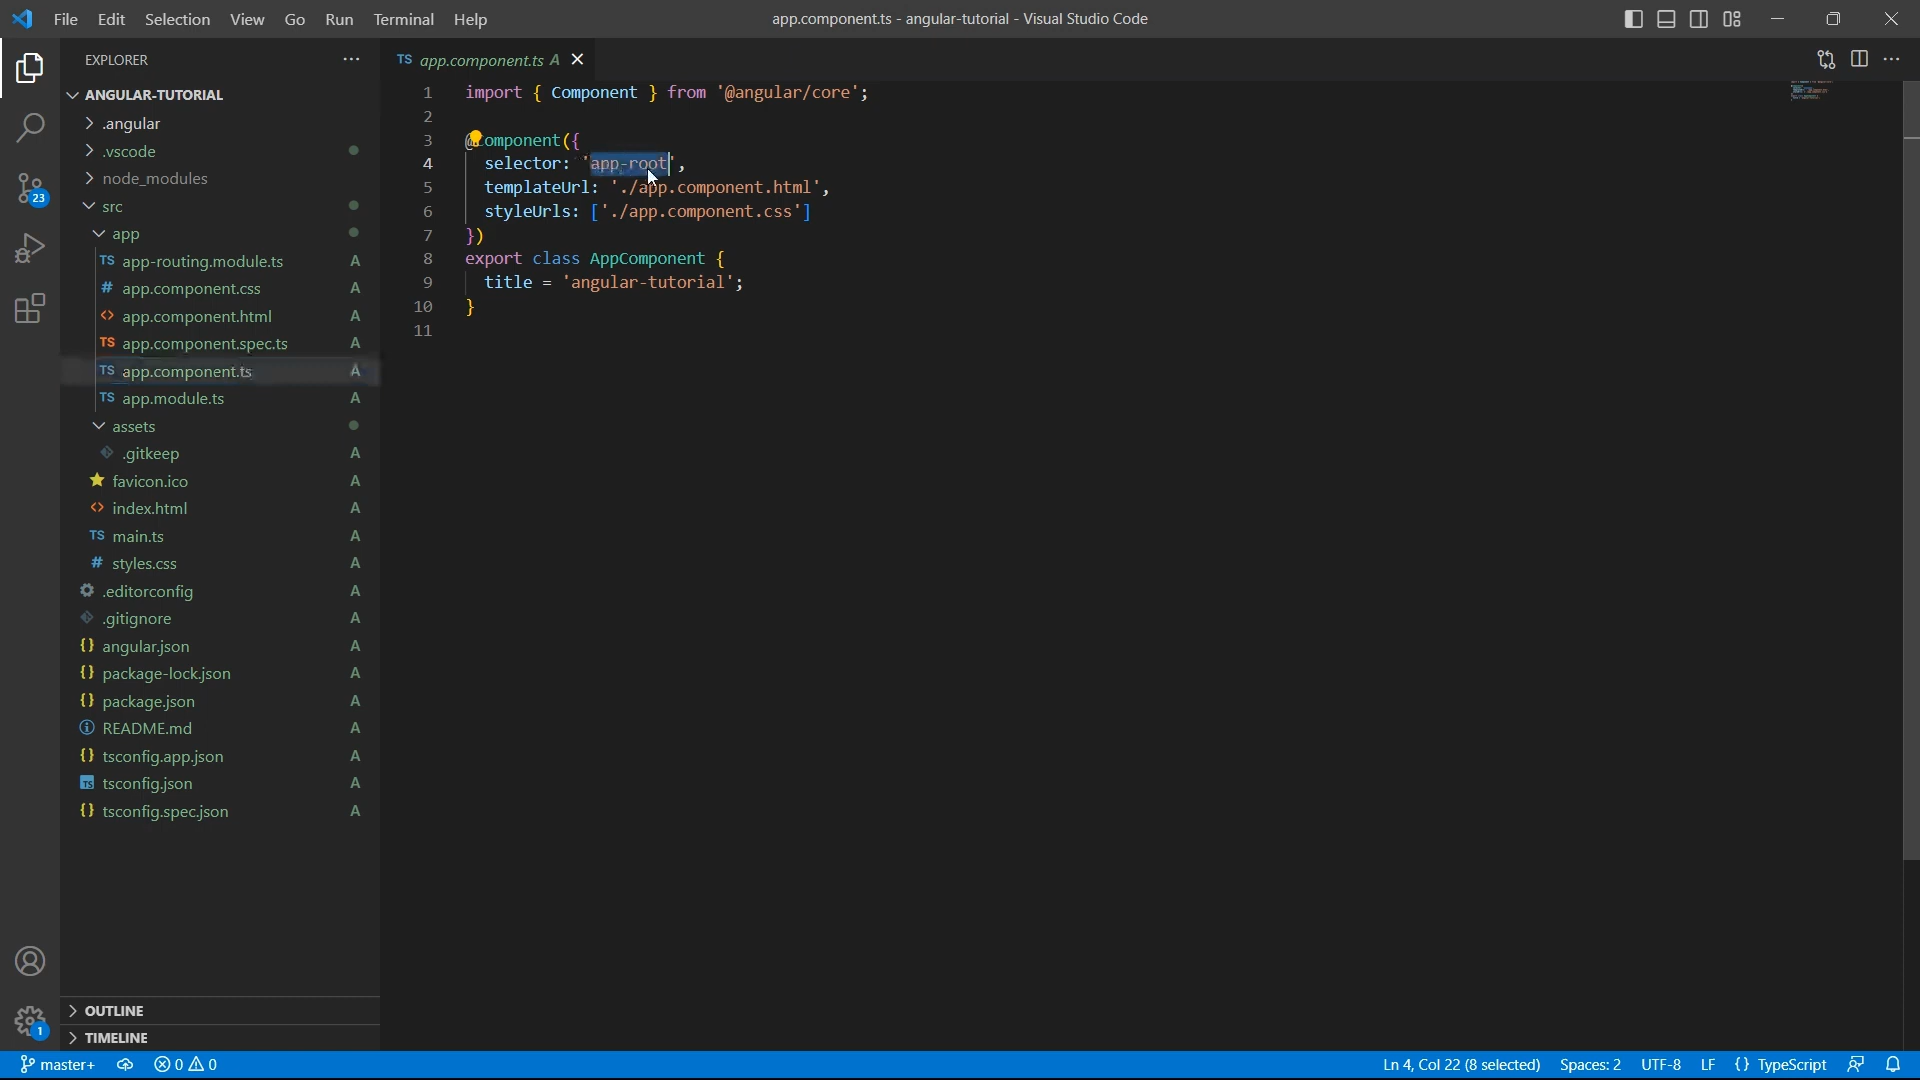 File Edit Selection View Go Run Terminal Help
app.component.ts - angular-tutorial - Visual Studio Code
EXPLORER
TS app.component.ts A
ANGULAR-TUTORIAL
.angular
.vscode
node_modules
src
app
TS app-routing.module.ts A
# app.component.css A
<> app.component.html A
TS app.component.spec.ts A
TS app.component.ts A
TS app.module.ts A
assets
.gitkeep A
favicon.ico A
<> index.html A
TS main.ts A
# styles.css A
.editorconfig A
.gitignore A
{} angular.json A
{} package-lock.json A
{} package.json A
README.md A
{} tsconfig.app.json A
TS tsconfig.json A
{} tsconfig.spec.json A
OUTLINE
TIMELINE
23
1
1 import { Component } from '@angular/core';
2
3 @Component({
4 selector: 'app-root',
5 templateUrl: './app.component.html',
6 styleUrls: ['./app.component.css']
7 })
8 export class AppComponent {
9 title = 'angular-tutorial';
10 }
11
master+ 0 0
Ln 4, Col 22 (8 selected) Spaces: 2 UTF-8 LF {} TypeScript